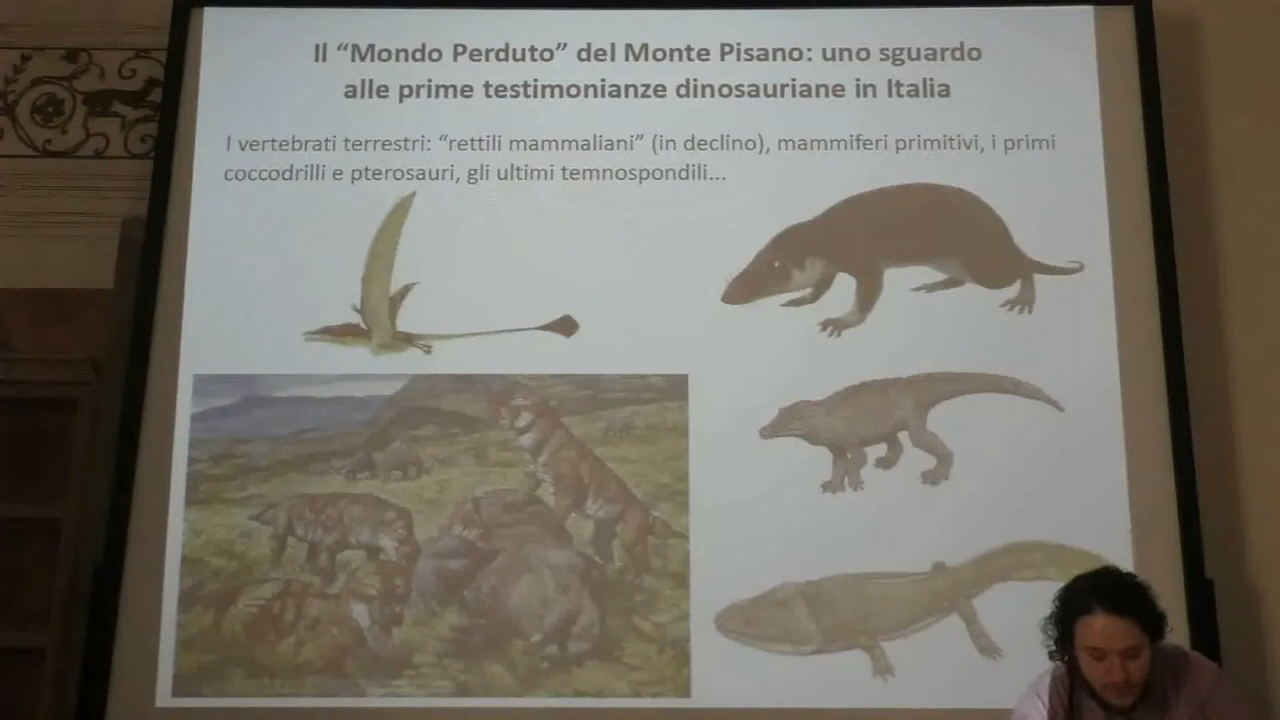 Il “Mondo Perduto” del Monte Pisano: uno sguardo
alle prime testimonianze dinosauriane in Italia
I vertebrati terrestri: “rettili mammaliani” (in declino), mammiferi primitivi, i primi
coccodrilli e pterosauri, gli ultimi temnospondili...